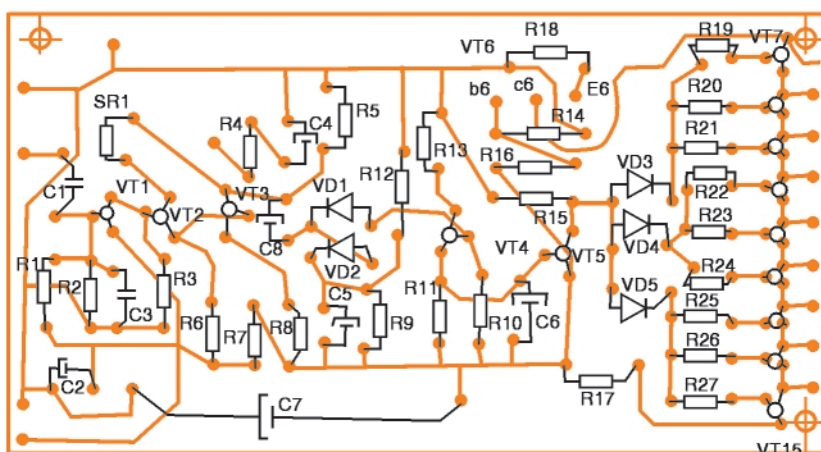 R18
R19
VT7
VT6
b6
c6
E6
R20
SR1
R4
C4
R5
R14
R13
R21
C1
VT1
VT2
VT3
VD1
R12
R16
R15
VD3
R22
C8
VD2
VT4
VT5
VD4
R23
R1
R2
C3
R3
C5
R11
R10
C6
VD5
R24
R6
R7
R8
R9
R25
C2
R26
C7
R17
R27
VT15